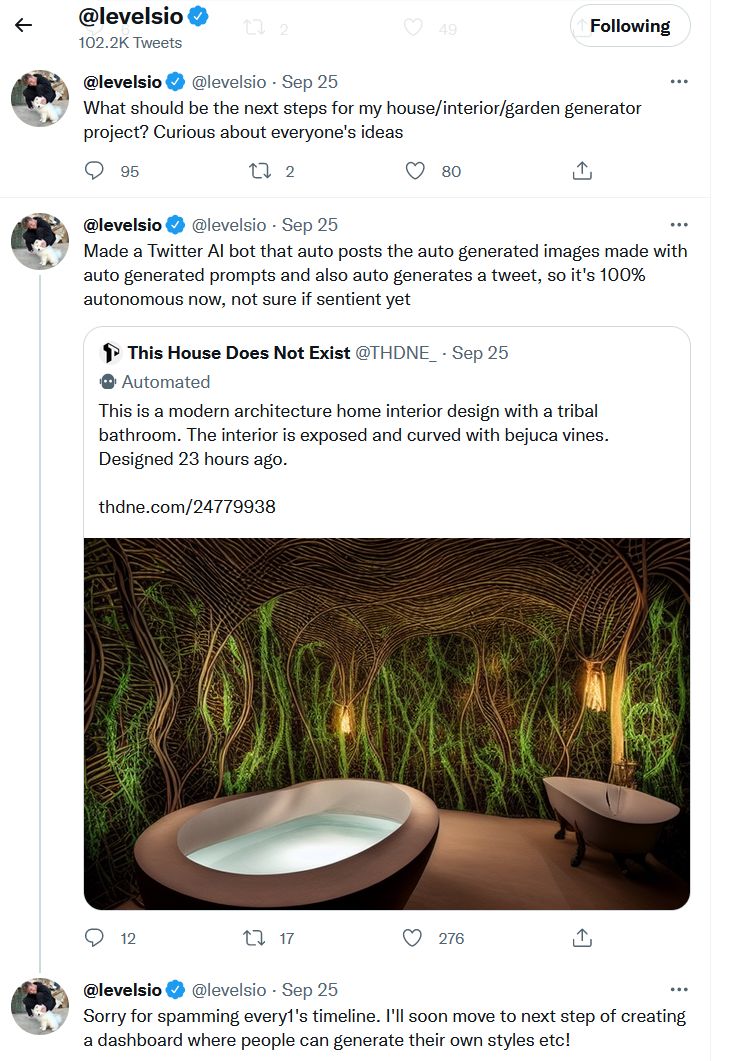 @levelsio
102.2K Tweets
6
2
49
Following
@levelsio @levelsio · Sep 25
What should be the next steps for my house/interior/garden generator
project? Curious about everyone's ideas
95 2 80
@levelsio @levelsio · Sep 25
Made a Twitter AI bot that auto posts the auto generated images made with
auto generated prompts and also auto generates a tweet, so it's 100%
autonomous now, not sure if sentient yet
This House Does Not Exist @THDNE_ · Sep 25
Automated
This is a modern architecture home interior design with a tribal
bathroom. The interior is exposed and curved with bejuca vines.
Designed 23 hours ago.
thdne.com/24779938
12 17 276
@levelsio @levelsio · Sep 25
Sorry for spamming every1's timeline. I'll soon move to next step of creating
a dashboard where people can generate their own styles etc!